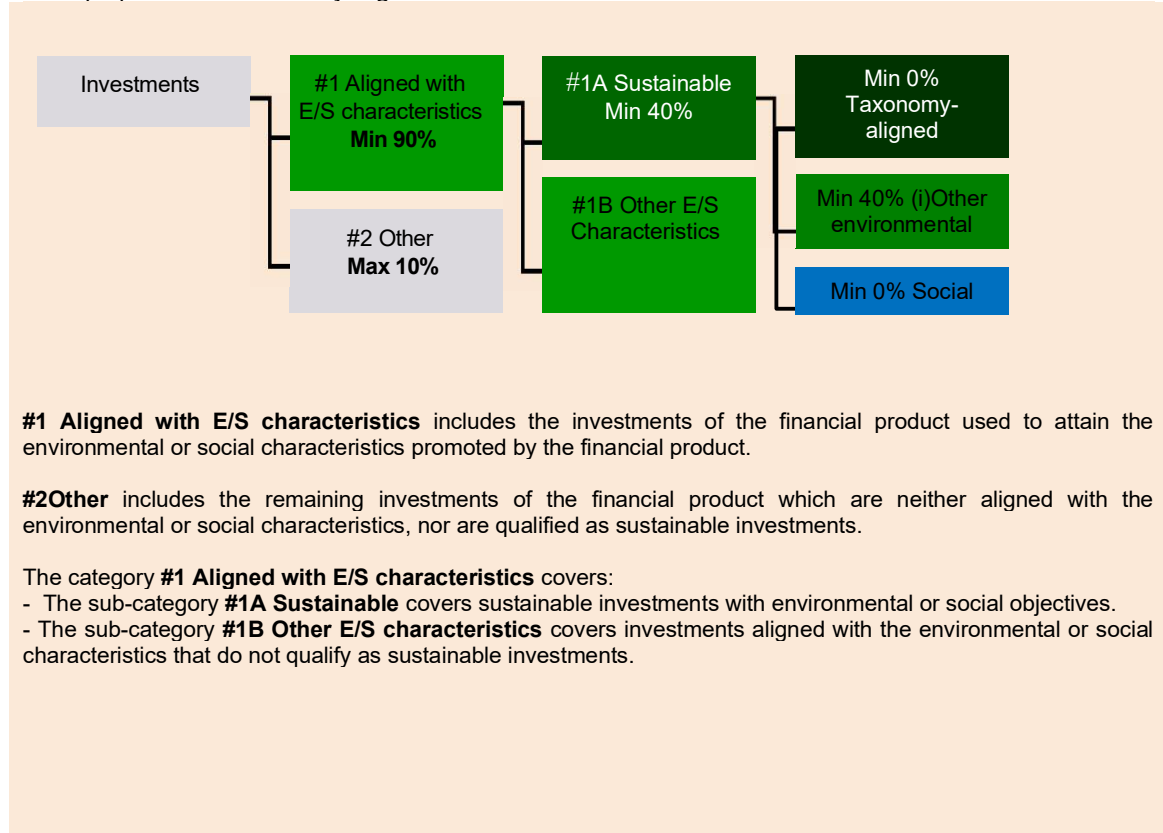 Investments
#1 Aligned with
E/S characteristics
Min 90%
#2 Other
Max 10%
#1A Sustainable
Min 40%
#1B Other E/S
Characteristics
Min 0%
Taxonomy-
aligned
Min 40% (i)Other
environmental
Min 0% Social
#1 Aligned with E/S characteristics includes the investments of the financial product used to attain the
environmental or social characteristics promoted by the financial product.
#2Other includes the remaining investments of the financial product which are neither aligned with the
environmental or social characteristics, nor are qualified as sustainable investments.
The category #1 Aligned with E/S characteristics covers:
- The sub-category #1A Sustainable covers sustainable investments with environmental or social objectives.
- The sub-category #1B Other E/S characteristics covers investments aligned with the environmental or social
characteristics that do not qualify as sustainable investments.